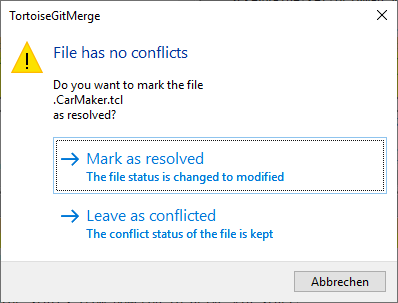 TortoiseGitMerge
File has no conflicts
Do you want to mark the file
.CarMaker.tcl
as resolved?
Mark as resolved
The file status is changed to modified
Leave as conflicted
The conflict status of the file is kept
Abbrechen